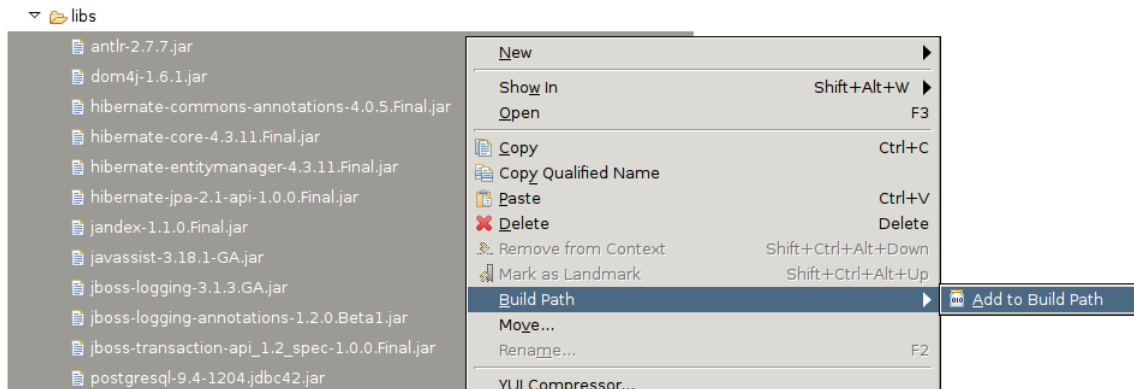 libs
antlr-2.7.7.jar
dom4j-1.6.1.jar
hibernate-commons-annotations-4.0.5.Final.jar
hibernate-core-4.3.11.Final.jar
hibernate-entitymanager-4.3.11.Final.jar
hibernate-jpa-2.1-api-1.0.0.Final.jar
jandex-1.1.0.Final.jar
javassist-3.18.1-GA.jar
jboss-logging-3.1.3.GA.jar
jboss-logging-annotations-1.2.0.Beta1.jar
jboss-transaction-api_1.2_spec-1.0.0.Final.jar
postgresql-9.4-1204.jdbc42.jar
New
Show In Shift+Alt+W
Open F3
Copy Ctrl+C
Copy Qualified Name
Paste Ctrl+V
Delete Delete
Remove from Context Shift+Ctrl+Alt+Down
Mark as Landmark Shift+Ctrl+Alt+Up
Build Path
Move...
Rename... F2
YUI Compressor...
010 Add to Build Path